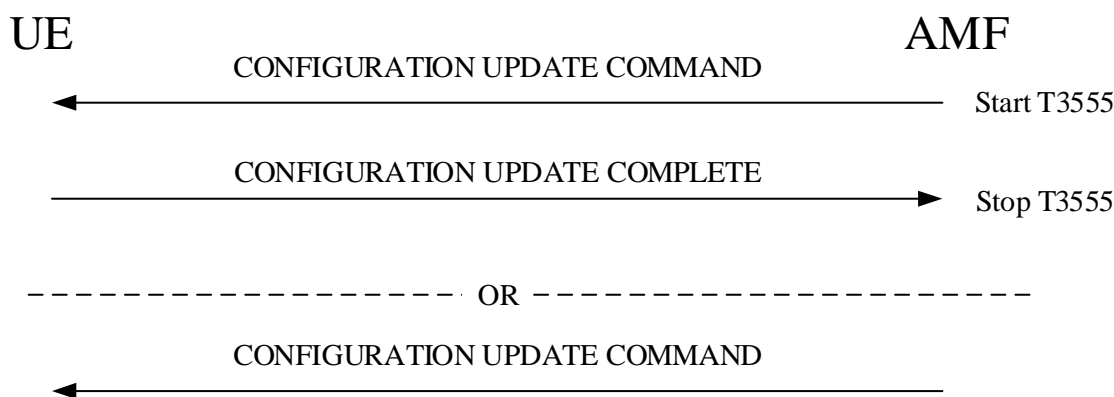 UE AMF
CONFIGURATION UPDATE COMMAND
Start T3555
CONFIGURATION UPDATE COMPLETE
Stop T3555
OR
CONFIGURATION UPDATE COMMAND